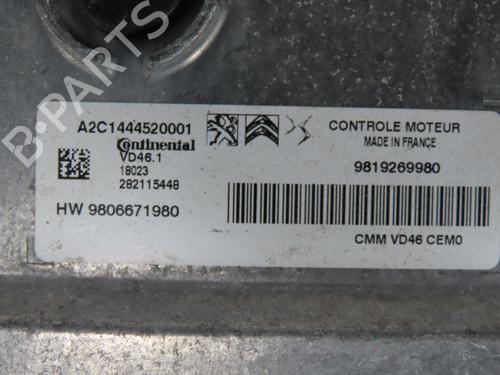 B-PARTS
A2C1444520001
Continental
VD46.1
18023
282115448
HW 9806671980
CONTROLE MOTEUR
MADE IN FRANCE
9819269980
CMM VD46 CEM0